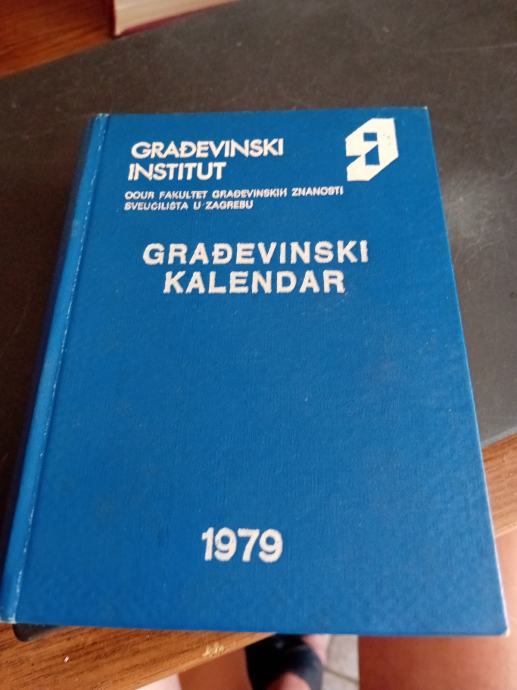 GRAĐEVINSKI
INSTITUT
OOUR FAKULTET GRAĐEVINSKIH ZNANOSTI
SVEUČILIŠTA U ZAGREBU
GRAĐEVINSKI
KALENDAR
1979